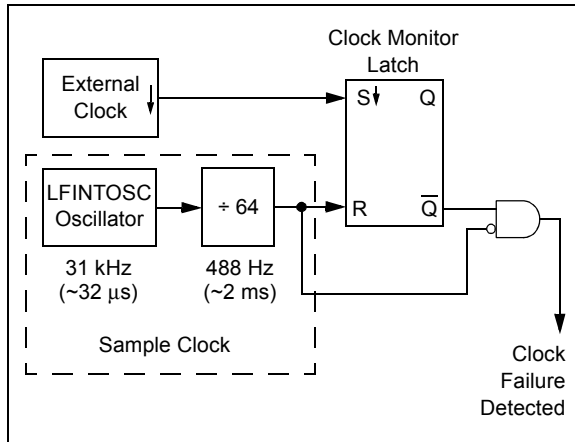 Clock Monitor
Latch
External
Clock
S
Q
LFINTOSC
Oscillator
÷ 64
R
Q̅
31 kHz
(~32 μs)
488 Hz
(~2 ms)
Sample Clock
Clock
Failure
Detected